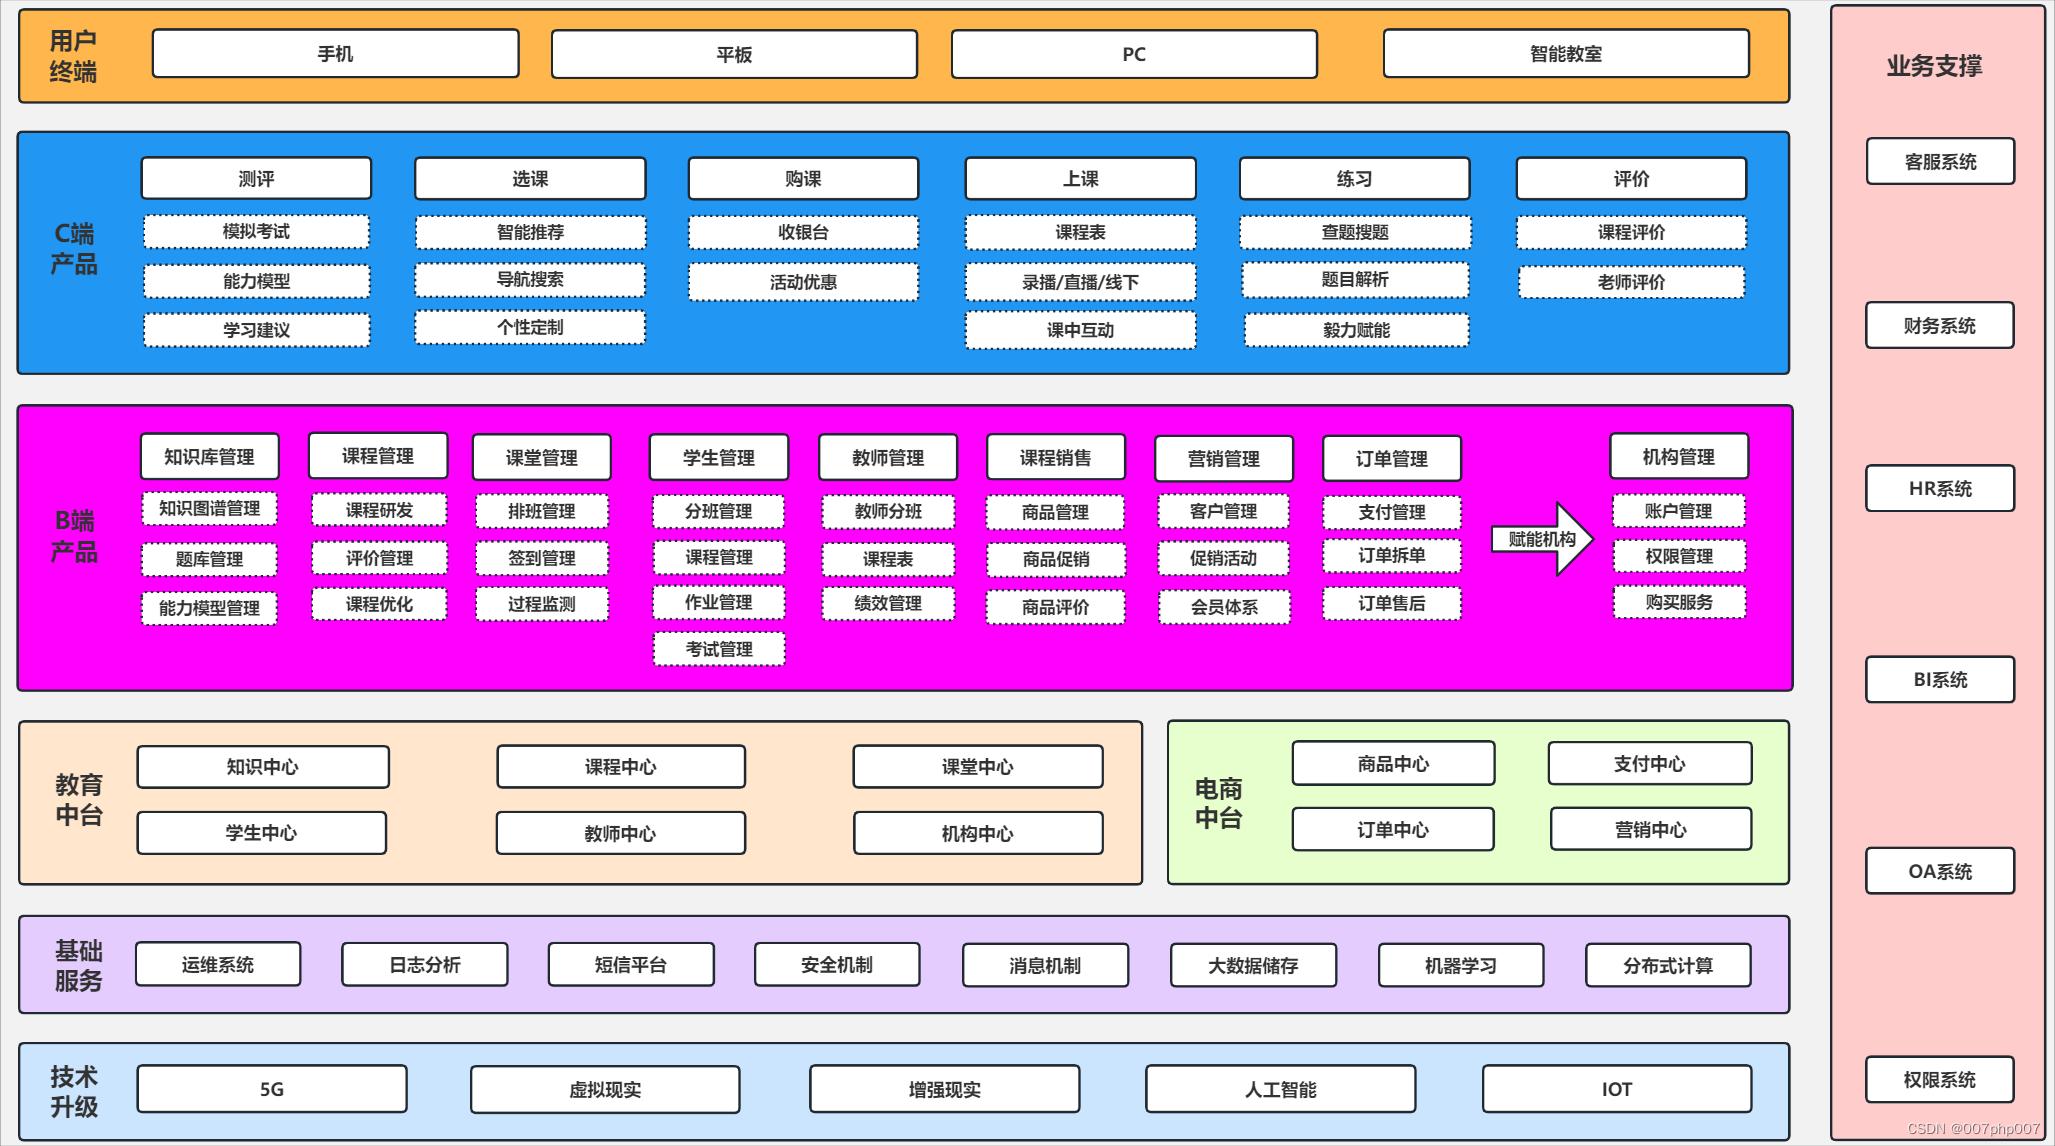 用户
终端
手机
平板
PC
智能教室
C端
产品
测评
模拟考试
能力模型
学习建议
选课
智能推荐
导航搜索
个性定制
购课
收银台
活动优惠
上课
课程表
录播/直播/线下
课中互动
练习
查题搜题
题目解析
毅力赋能
评价
课程评价
老师评价
B端
产品
知识库管理
知识图谱管理
题库管理
能力模型管理
课程管理
课程研发
评价管理
课程优化
课堂管理
排班管理
签到管理
过程监测
学生管理
分班管理
课程管理
作业管理
考试管理
教师管理
教师分班
课程表
绩效管理
课程销售
商品管理
商品促销
商品评价
营销管理
客户管理
促销活动
会员体系
订单管理
支付管理
订单拆单
订单售后
赋能机构
机构管理
账户管理
权限管理
购买服务
教育
中台
知识中心
课程中心
课堂中心
学生中心
教师中心
机构中心
电商
中台
商品中心
支付中心
订单中心
营销中心
基础
服务
运维系统
日志分析
短信平台
安全机制
消息机制
大数据储存
机器学习
分布式计算
技术
升级
5G
虚拟现实
增强现实
人工智能
IOT
业务支撑
客服系统
财务系统
HR系统
BI系统
OA系统
权限系统
CSDN @007php007